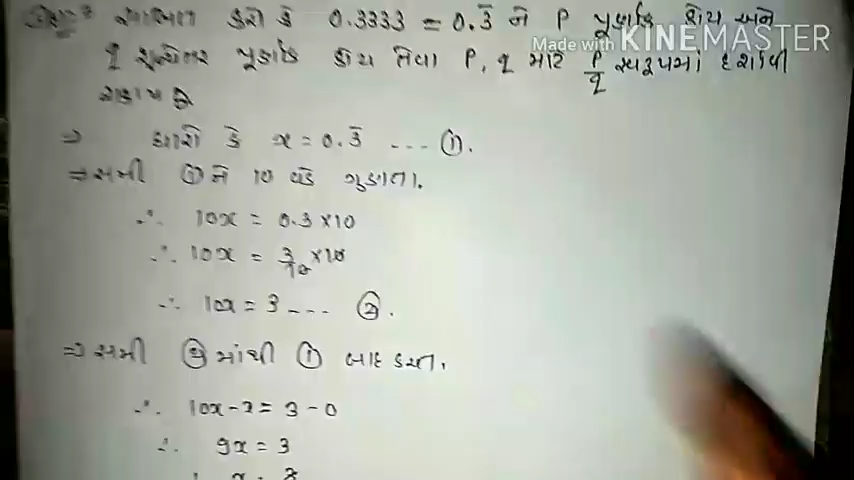 સાબિત કરો કે 0.3333 = 0.3̅ ને P પૂર્ણાંક હોય અને
Made with KINEMASTER
q શૂન્યેતર પૂર્ણાંક હોય તેવા P, q માટે P/q સ્વરૂપમાં દર્શાવી
શકાય છે
⇒ ધારો કે x = 0.3̅ ... ①.
⇒ સમી ① ને 10 વડે ગુણતા.
∴ 10x = 0.3 × 10
∴ 10x = 3/10 × 10
∴ 10x = 3 ... ②.
⇒ સમી ② માંથી ① બાદ કરતા.
∴ 10x - x = 3 - 0
∴ 9x = 3